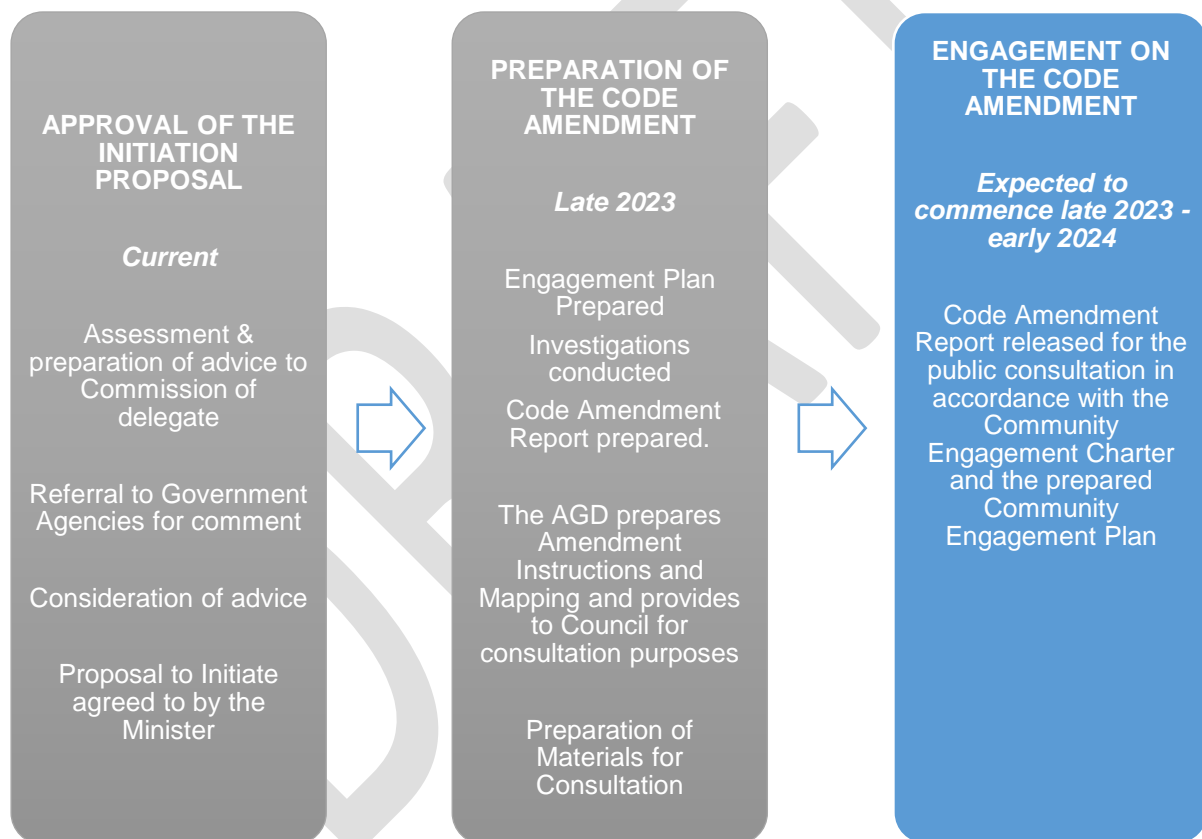 APPROVAL OF THE
INITIATION
PROPOSAL
Current
Assessment &
preparation of advice to
Commission of
delegate
Referral to Government
Agencies for comment
Consideration of advice
Proposal to Initiate
agreed to by the
Minister
PREPARATION OF
THE CODE
AMENDMENT
Late 2023
Engagement Plan
Prepared
Investigations
conducted
Code Amendment
Report prepared.
The AGD prepares
Amendment
Instructions and
Mapping and provides
to Council for
consultation purposes
Preparation of
Materials for
Consultation
ENGAGEMENT ON
THE CODE
AMENDMENT
Expected to
commence late 2023 -
early 2024
Code Amendment
Report released for the
public consultation in
accordance with the
Community
Engagement Charter
and the prepared
Community
Engagement Plan